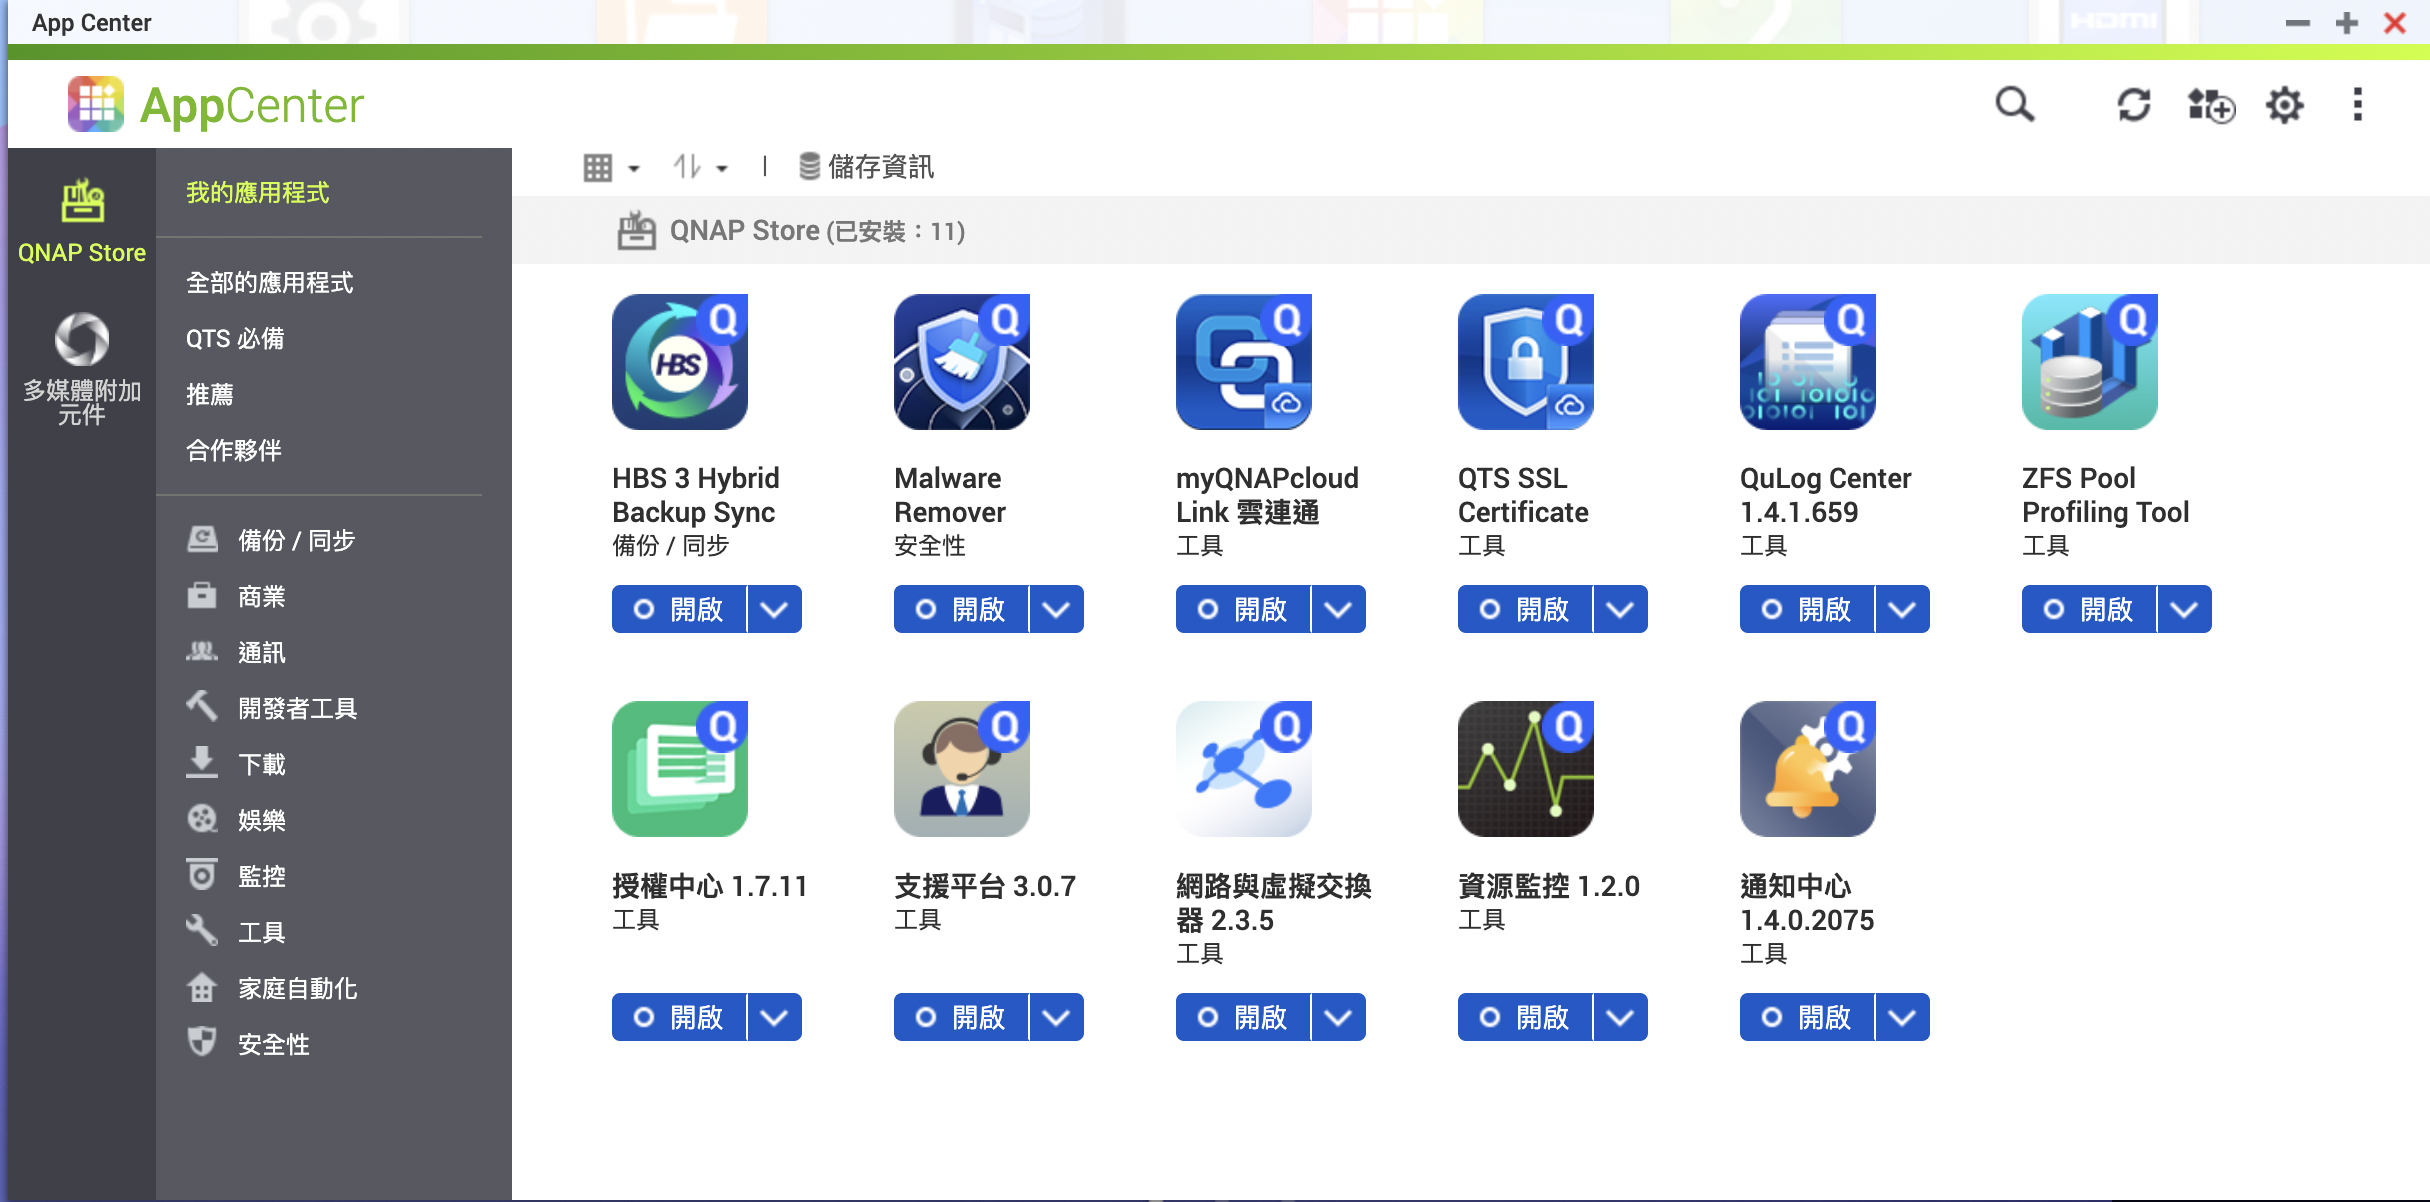 App Center
HDMI
AppCenter
QNAP Store
多媒體附加
元件
我的應用程式
全部的應用程式
QTS 必備
推薦
合作夥伴
備份 / 同步
商業
通訊
開發者工具
下載
娛樂
監控
工具
家庭自動化
安全性
儲存資訊
QNAP Store (已安裝：11)
HBS
HBS 3 Hybrid
Backup Sync
備份 / 同步
開啟
Malware
Remover
安全性
開啟
myQNAPcloud
Link 雲連通
工具
開啟
QTS SSL
Certificate
工具
開啟
QuLog Center
1.4.1.659
工具
開啟
ZFS Pool
Profiling Tool
工具
開啟
授權中心 1.7.11
工具
開啟
支援平台 3.0.7
工具
開啟
網路與虛擬交換
器 2.3.5
工具
開啟
資源監控 1.2.0
工具
開啟
通知中心
1.4.0.2075
工具
開啟